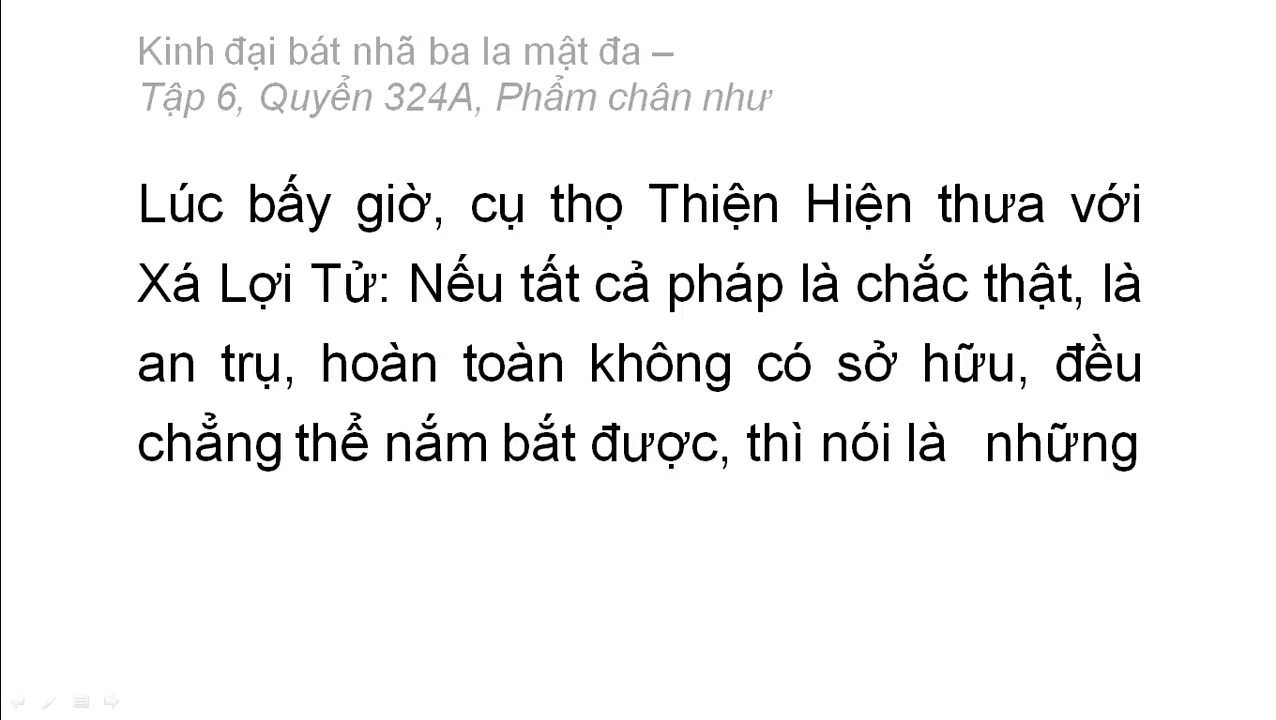 Kinh đại bát nhã ba la mật đa –
Tập 6, Quyển 324A, Phẩm chân như
Lúc bấy giờ, cụ thọ Thiện Hiện thưa với
Xá Lợi Tử: Nếu tất cả pháp là chắc thật, là
an trụ, hoàn toàn không có sở hữu, đều
chẳng thể nắm bắt được, thì nói là những